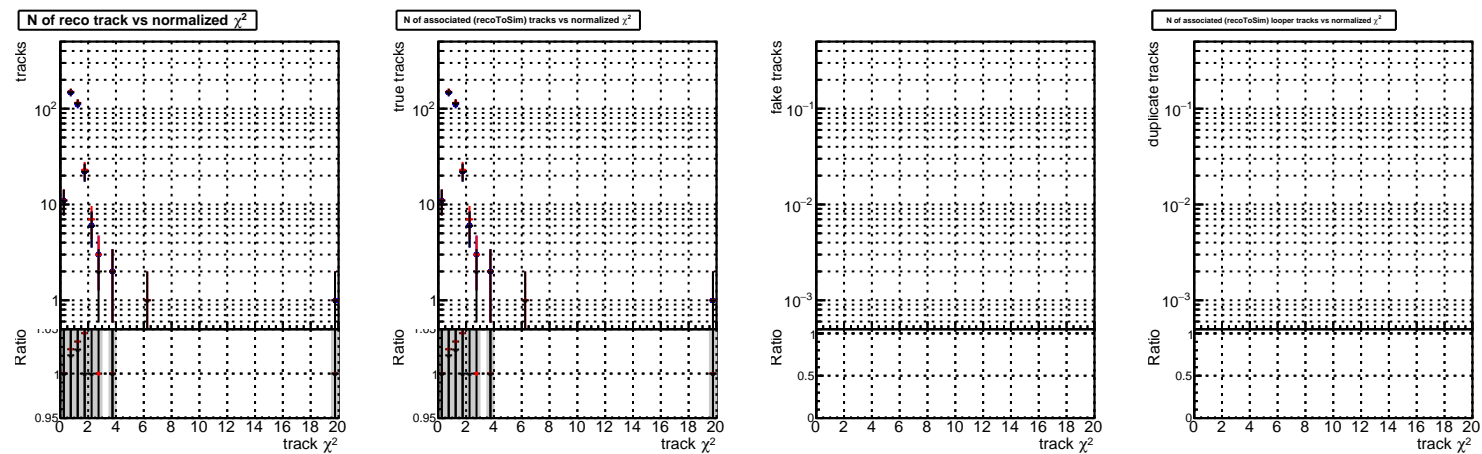 N of reco track vs normalized χ²
tracks
10²
10
1
Ratio
1.05
1
0.95
0 2 4 6 8 10 12 14 16 18 20
track χ²
N of associated (recoToSim) tracks vs normalized χ²
true tracks
10²
10
1
Ratio
1.05
1
0.95
0 2 4 6 8 10 12 14 16 18 20
track χ²
fake tracks
10⁻¹
10⁻²
10⁻³
Ratio
1
0.5
0
0 2 4 6 8 10 12 14 16 18 20
track χ²
N of associated (recoToSim) looper tracks vs normalized χ²
duplicate tracks
10⁻¹
10⁻²
10⁻³
Ratio
1
0.5
0
0 2 4 6 8 10 12 14 16 18 20
track χ²